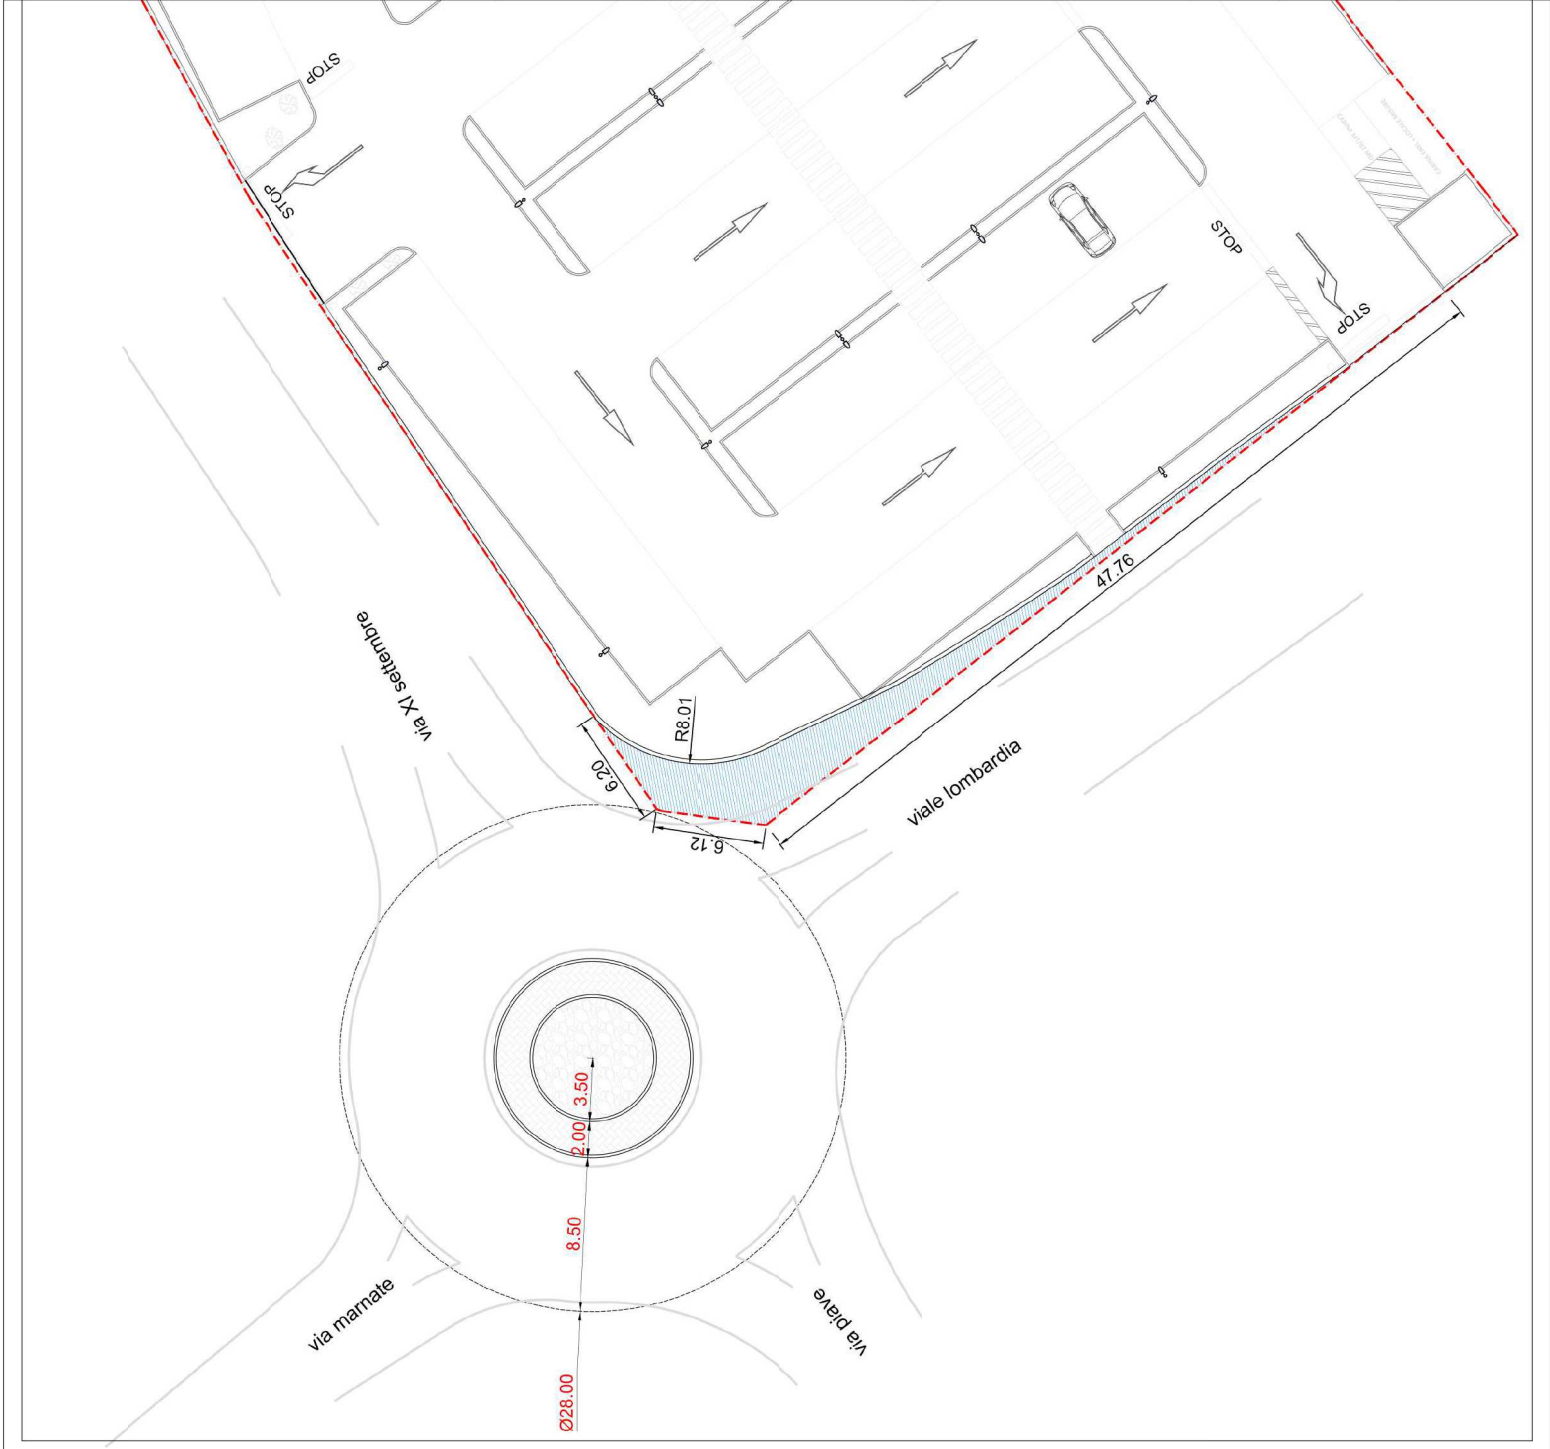 STOP
STOP
STOP
STOP
via XI settembre
R8.01
6.20
6.12
47.76
viale lombardia
3.50
2.00
8.50
via marnate
via piave
Ø28.00